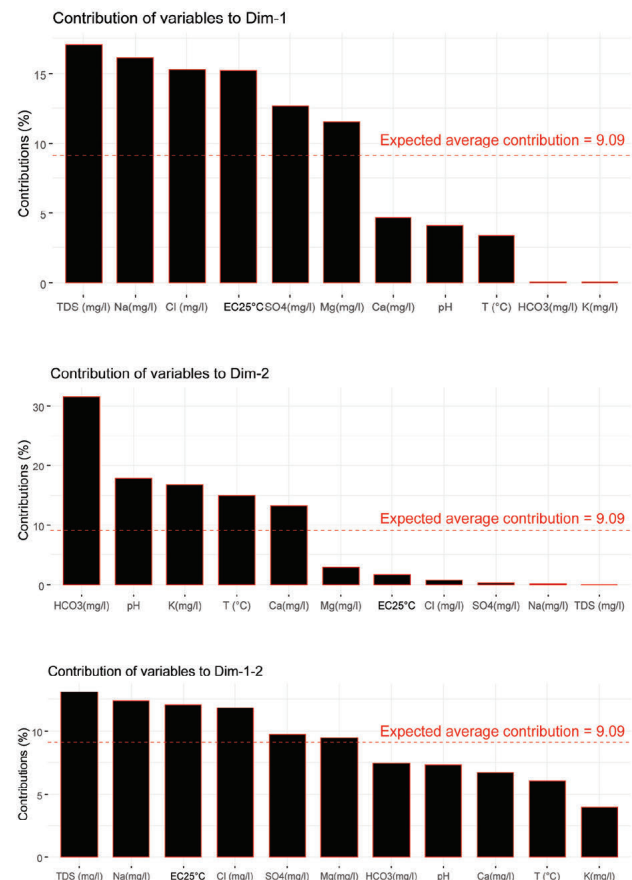 Contribution of variables to Dim-1
Contributions (%)
15
10
5
0
Expected average contribution = 9.09
TDS (mg/l) Na(mg/l) Cl (mg/l) EC25°C SO4(mg/l) Mg(mg/l) Ca(mg/l) pH T (°C) HCO3(mg/l) K(mg/l)
Contribution of variables to Dim-2
Contributions (%)
30
20
10
0
Expected average contribution = 9.09
HCO3(mg/l) pH K(mg/l) T (°C) Ca(mg/l) Mg(mg/l) EC25°C Cl (mg/l) SO4(mg/l) Na(mg/l) TDS (mg/l)
Contribution of variables to Dim-1-2
Contributions (%)
10
5
0
Expected average contribution = 9.09
TDS (mg/l) Na(mg/l) EC25°C Cl (mg/l) SO4(mg/l) Mg(mg/l) HCO3(mg/l) pH Ca(mg/l) T (°C) K(mg/l)